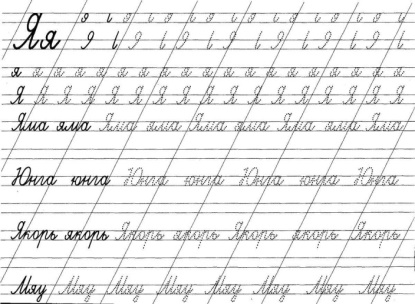 Яя
я я я я я я я я я я я я я я я я я я
Я Я Я Я Я Я Я Я Я Я Я Я Я Я Я Я Я
Яма яма Яма яма Яма яма Яма яма Яма
Юнга юнга Юнга юнга Юнга юнга Юнга
Якорь якорь Якорь якорь Якорь якорь Якорь
Мяу Мяу Мяу Мяу Мяу Мяу Мяу Мяу